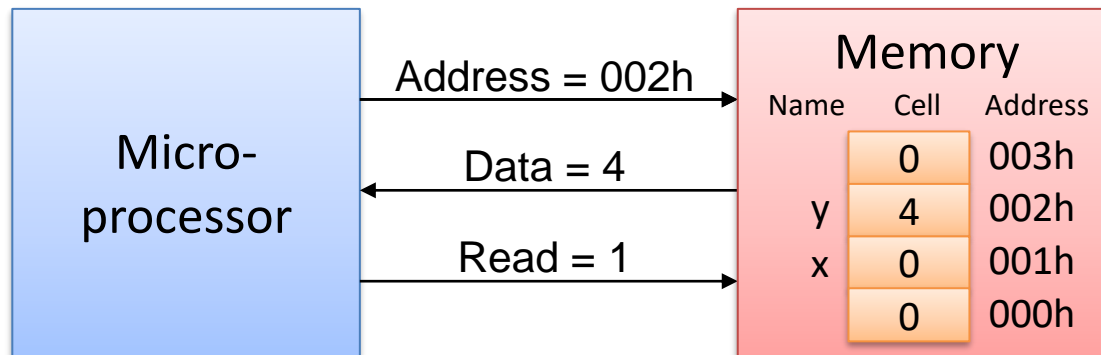 Micro-
processor
Address = 002h
Data = 4
Read = 1
Memory
Name Cell Address
0 003h
y 4 002h
x 0 001h
0 000h